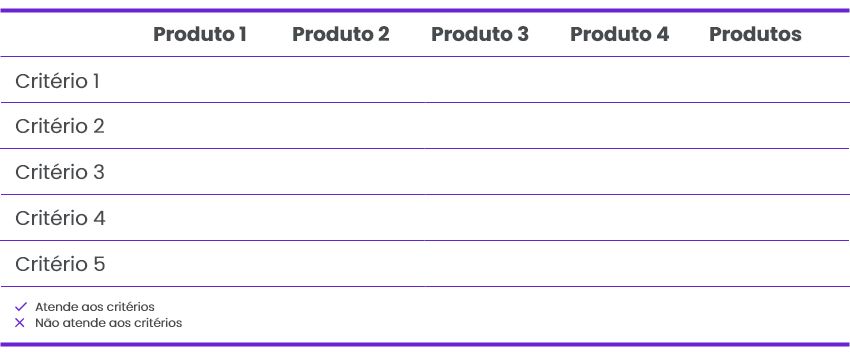 Produto 1 Produto 2 Produto 3 Produto 4 Produtos
Critério 1
Critério 2
Critério 3
Critério 4
Critério 5
Atende aos critérios
Não atende aos critérios